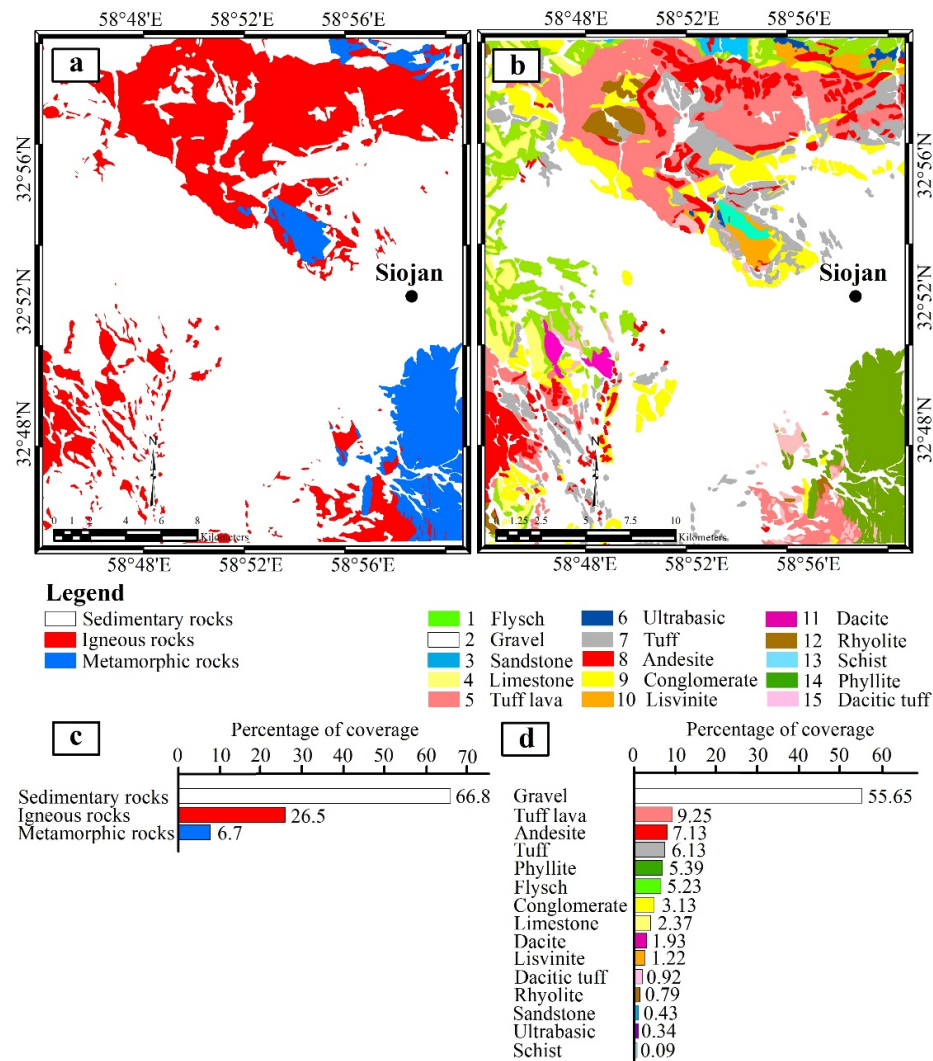 58°48'E 58°52'E 58°56'E 58°48'E 58°52'E 58°56'E
a
b
32°56'N 32°52'N 32°48'N
32°56'N 32°52'N 32°48'N
Siojan
Siojan
N
N
0 1 2 4 6 8
Kilometers
0 1.25 2.5 5 7.5 10
Kilometers
58°48'E 58°52'E 58°56'E 58°48'E 58°52'E 58°56'E
Legend
Sedimentary rocks
Igneous rocks
Metamorphic rocks
1 Flysch
2 Gravel
3 Sandstone
4 Limestone
5 Tuff lava
6 Ultrabasic
7 Tuff
8 Andesite
9 Conglomerate
10 Lisvinite
11 Dacite
12 Rhyolite
13 Schist
14 Phyllite
15 Dacitic tuff
c
Percentage of coverage
0 10 20 30 40 50 60 70
Sedimentary rocks 66.8
Igneous rocks 26.5
Metamorphic rocks 6.7
d
Percentage of coverage
0 10 20 30 40 50 60
Gravel 55.65
Tuff lava 9.25
Andesite 7.13
Tuff 6.13
Phyllite 5.39
Flysch 5.23
Conglomerate 3.13
Limestone 2.37
Dacite 1.93
Lisvinite 1.22
Dacitic tuff 0.92
Rhyolite 0.79
Sandstone 0.43
Ultrabasic 0.34
Schist 0.09